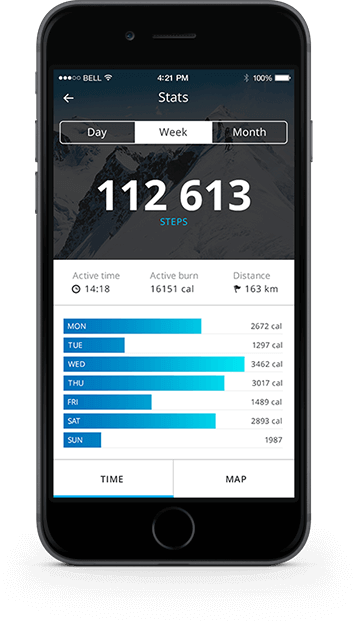 BELL 4:21 PM 100%
Stats
Day Week Month
112 613
STEPS
Active time Active burn Distance
14:18 16151 cal 163 km
MON 2672 cal
TUE 1297 cal
WED 3462 cal
THU 3017 cal
FRI 1489 cal
SAT 2893 cal
SUN 1987
TIME MAP